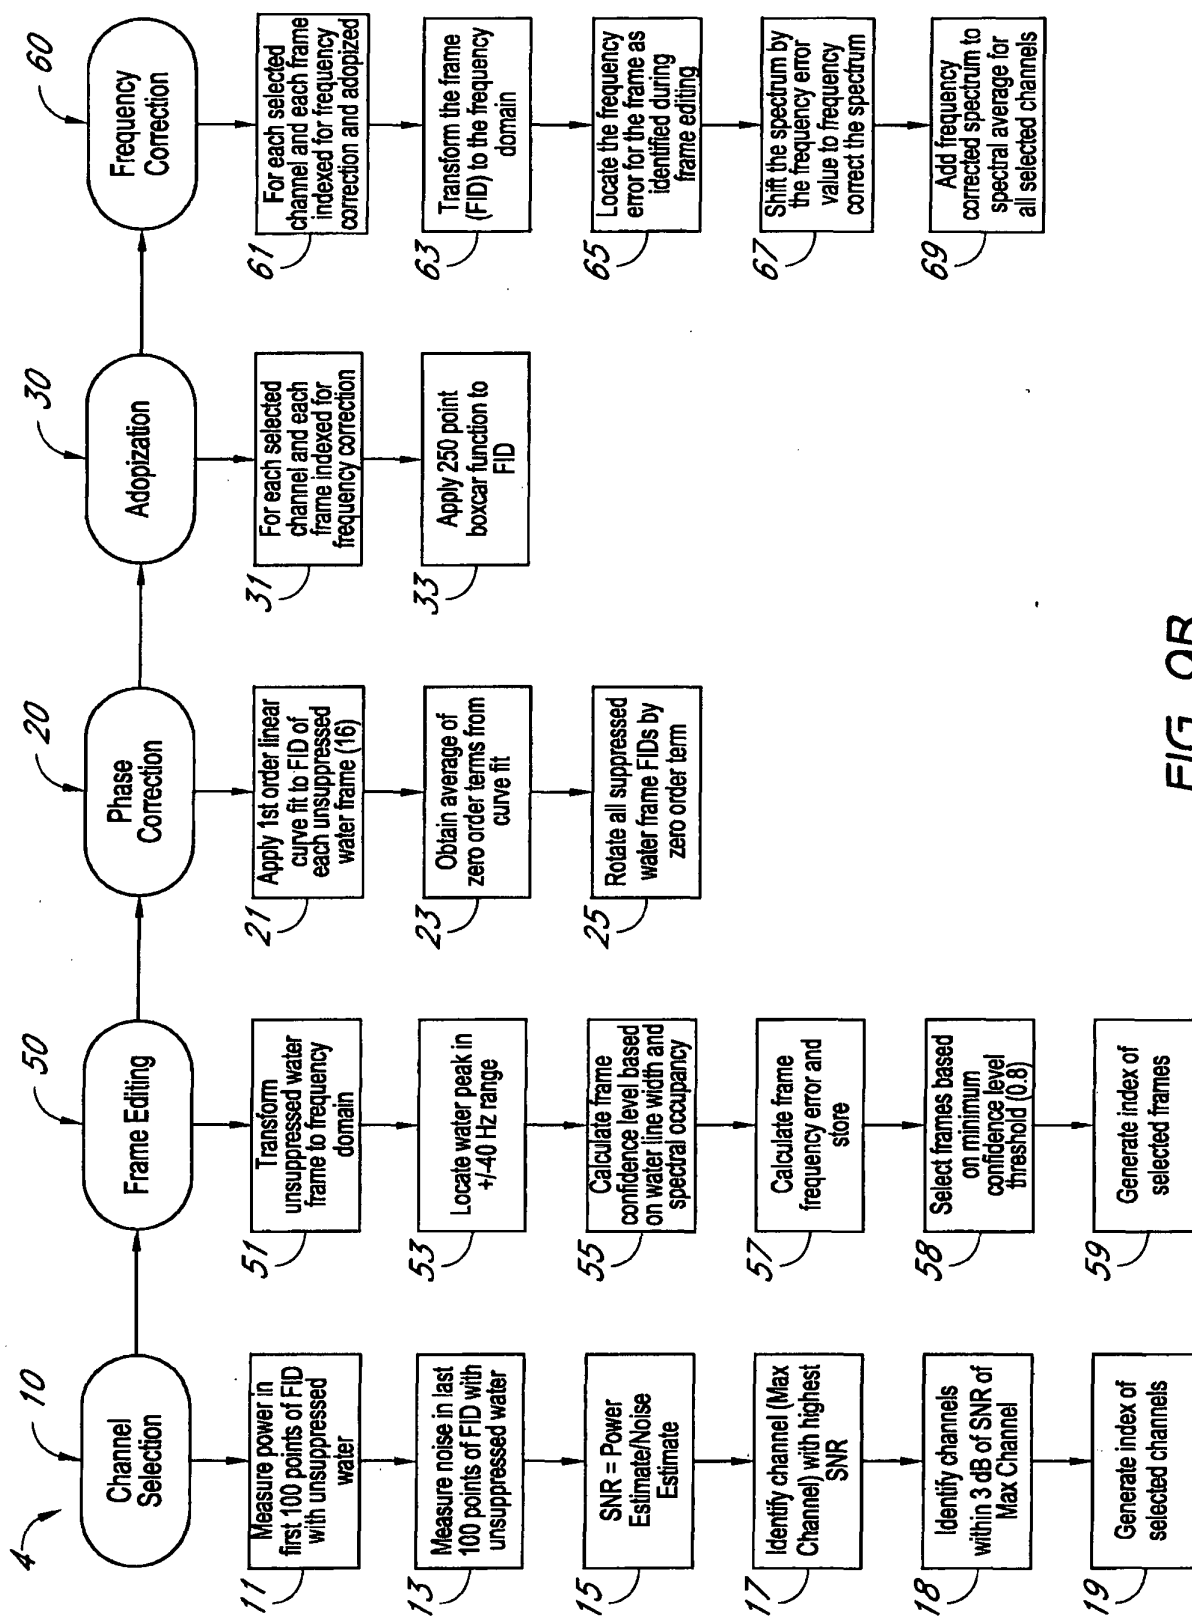 4
10
Channel
Selection
11
Measure power in
first 100 points of FID
with unsuppressed
water
13
Measure noise in last
100 points of FID with
unsuppressed water
15
SNR = Power
Estimate/Noise
Estimate
17
Identify channel (Max
Channel) with highest
SNR
18
Identify channels
within 3 dB of SNR of
Max Channel
19
Generate index of
selected channels
50
Frame Editing
51
Transform
unsuppressed water
frame to frequency
domain
53
Locate water peak in
+/-40 Hz range
55
Calculate frame
confidence level based
on water line width and
spectral occupancy
57
Calculate frame
frequency error and
store
58
Select frames based
on minimum
confidence level
threshold (0.8)
59
Generate index of
selected frames
20
Phase
Correction
21
Apply 1st order linear
curve fit to FID of
each unsuppressed
water frame (16)
23
Obtain average of
zero order terms from
curve fit
25
Rotate all suppressed
water frame FIDs by
zero order term
30
Adopization
31
For each selected
channel and each
frame indexed for
frequency correction
33
Apply 250 point
boxcar function to
FID
60
Frequency
Correction
61
For each selected
channel and each frame
indexed for frequency
correction and adopized
63
Transform the frame
(FID) to the frequency
domain
65
Locate the frequency
error for the frame as
identified during
frame editing
67
Shift the spectrum by
the frequency error
value to frequency
correct the spectrum
69
Add frequency
corrected spectrum to
spectral average for
all selected channels
FIG